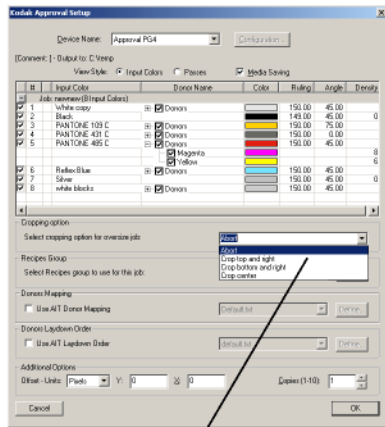 Kodak Approval Setup
Device Name: Approval PG4 Configuration...
[Comment: ] - Output to: C:\temp
View Style: Input Colors Passes Media Saving
# Input Color Donor Name Color Ruling Angle Density
Job: newnew (8 Input Colors)
1 White copy Donors 150.00 45.00
2 Black 149.00 45.00 0
3 PANTONE 109 C Donors 150.00 75.00
4 PANTONE 431 C Donors 150.00 0.00
5 PANTONE 485 C Donors 150.00 45.00
Magenta 8
Yellow 6
6 Reflex Blue Donors 150.00 45.00
7 Silver 150.00 45.00 0
8 white blocks Donors 150.00 45.00
Cropping option
Select cropping option for oversize job: Abort
Abort
Crop top and right
Crop bottom and right
Crop center
Recipes Group
Select Recipes group to use for this job:
Donors Mapping
Use AIT Donor Mapping Default.txt Define...
Donors Laydown Order
Use AIT Laydown Order default.txt Define...
Additional Options
Offset - Units: Pixels Y: 0 X: 0 Copies (1-10): 1
Cancel OK